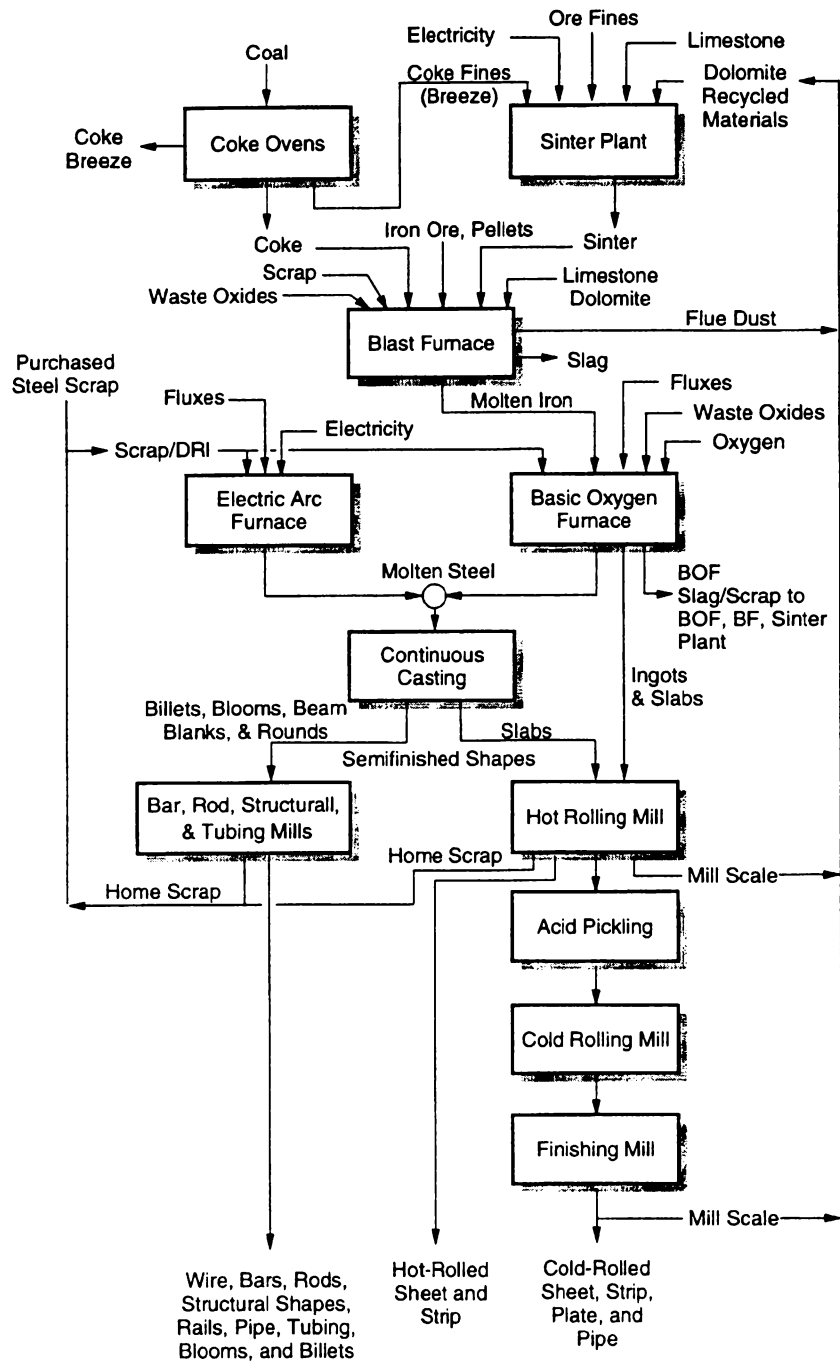 Ore Fines
Electricity
Limestone
Coal
Coke Fines
(Breeze)
Dolomite
Recycled
Materials
Coke
Breeze
Coke Ovens
Sinter Plant
Coke
Iron Ore, Pellets
Sinter
Scrap
Limestone
Dolomite
Waste Oxides
Blast Furnace
Flue Dust
Slag
Purchased
Steel Scrap
Fluxes
Molten Iron
Fluxes
Waste Oxides
Electricity
Oxygen
Scrap/DRI
Electric Arc
Furnace
Basic Oxygen
Furnace
Molten Steel
BOF
Slag/Scrap to
BOF, BF, Sinter
Plant
Continuous
Casting
Ingots
& Slabs
Billets, Blooms, Beam
Blanks, & Rounds
Slabs
Semifinished Shapes
Bar, Rod, Structurall,
& Tubing Mills
Hot Rolling Mill
Home Scrap
Mill Scale
Home Scrap
Acid Pickling
Cold Rolling Mill
Finishing Mill
Mill Scale
Wire, Bars, Rods,
Structural Shapes,
Rails, Pipe, Tubing,
Blooms, and Billets
Hot-Rolled
Sheet and
Strip
Cold-Rolled
Sheet, Strip,
Plate, and
Pipe